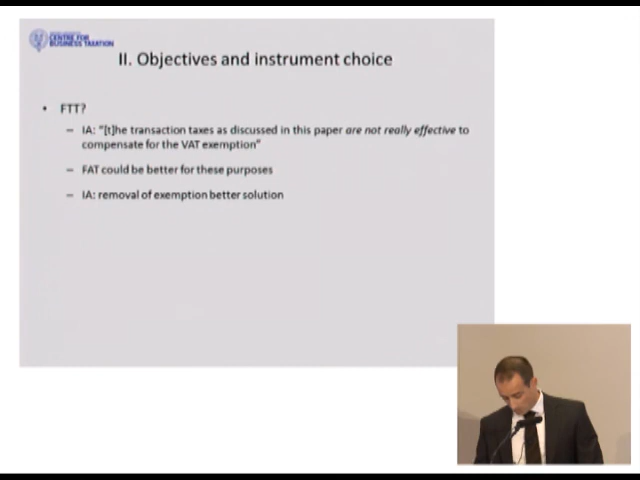 CENTRE FOR
BUSINESS TAXATION
II. Objectives and instrument choice
• FTT?
– IA: "[t]he transaction taxes as discussed in this paper are not really effective to
compensate for the VAT exemption"
– FAT could be better for these purposes
– IA: removal of exemption better solution